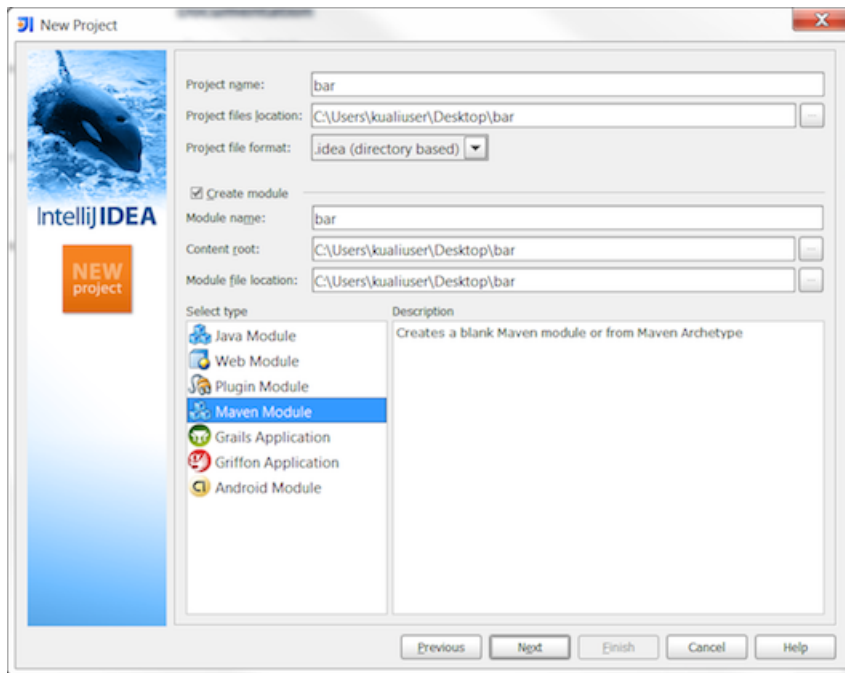 New Project
Project name: bar
Project files location: C:\Users\kualiuser\Desktop\bar ...
Project file format: .idea (directory based)
Create module
IntelliJIDEA
Module name: bar
Content root: C:\Users\kualiuser\Desktop\bar ...
NEW
project
Module file location: C:\Users\kualiuser\Desktop\bar ...
Select type Description
Java Module Creates a blank Maven module or from Maven Archetype
Web Module
Plugin Module
Maven Module
Grails Application
Griffon Application
Android Module
Previous Next Finish Cancel Help